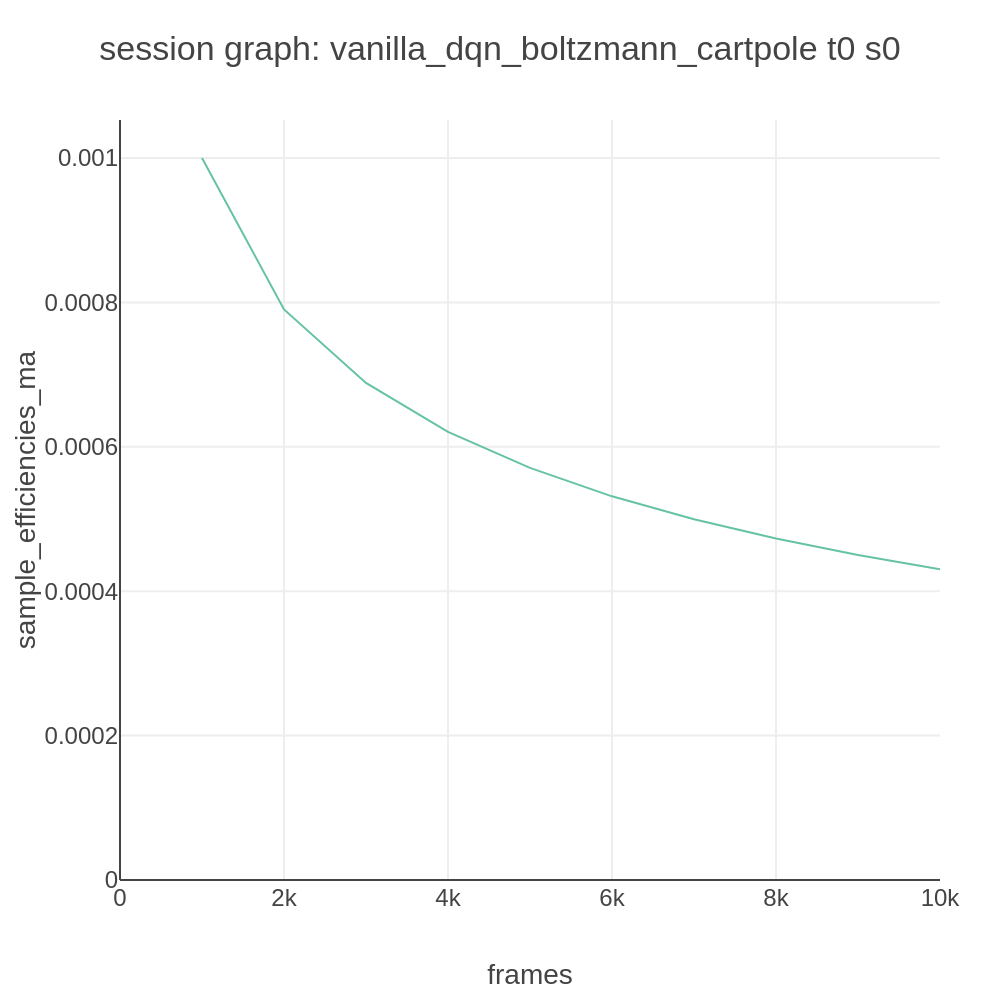 session graph: vanilla_dqn_boltzmann_cartpole t0 s0
sample_efficiencies_ma
0.001
0.0008
0.0006
0.0004
0.0002
0
0
2k
4k
6k
8k
10k
frames